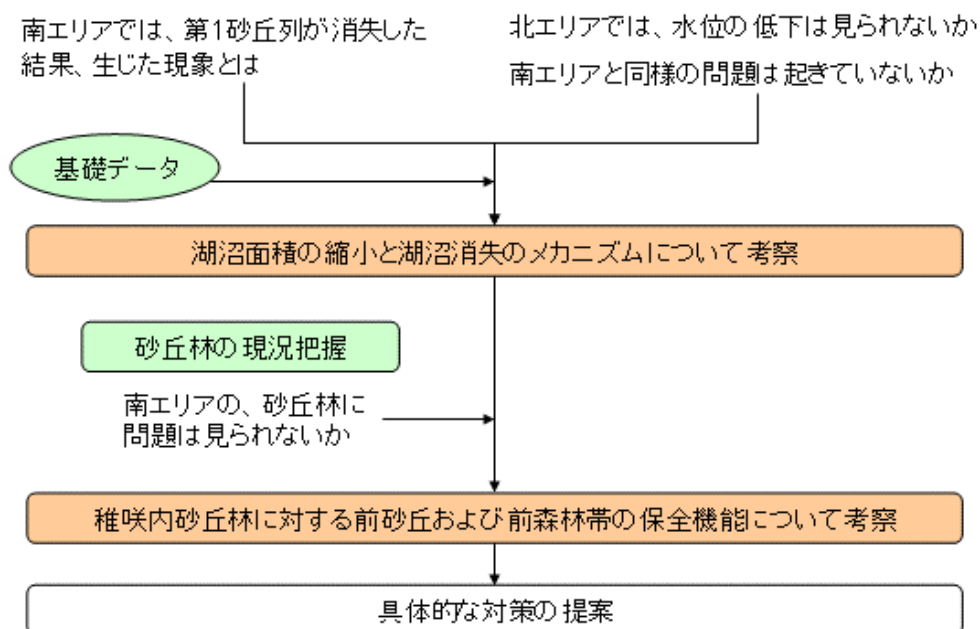 南エリアでは、第1砂丘列が消失した
結果、生じた現象とは
北エリアでは、水位の低下は見られないか
南エリアと同様の問題は起きていないか
基礎データ
湖沼面積の縮小と湖沼消失のメカニズムについて考察
砂丘林の現況把握
南エリアの、砂丘林に
問題は見られないか
稚咲内砂丘林に対する前砂丘および前森林帯の保全機能について考察
具体的な対策の提案